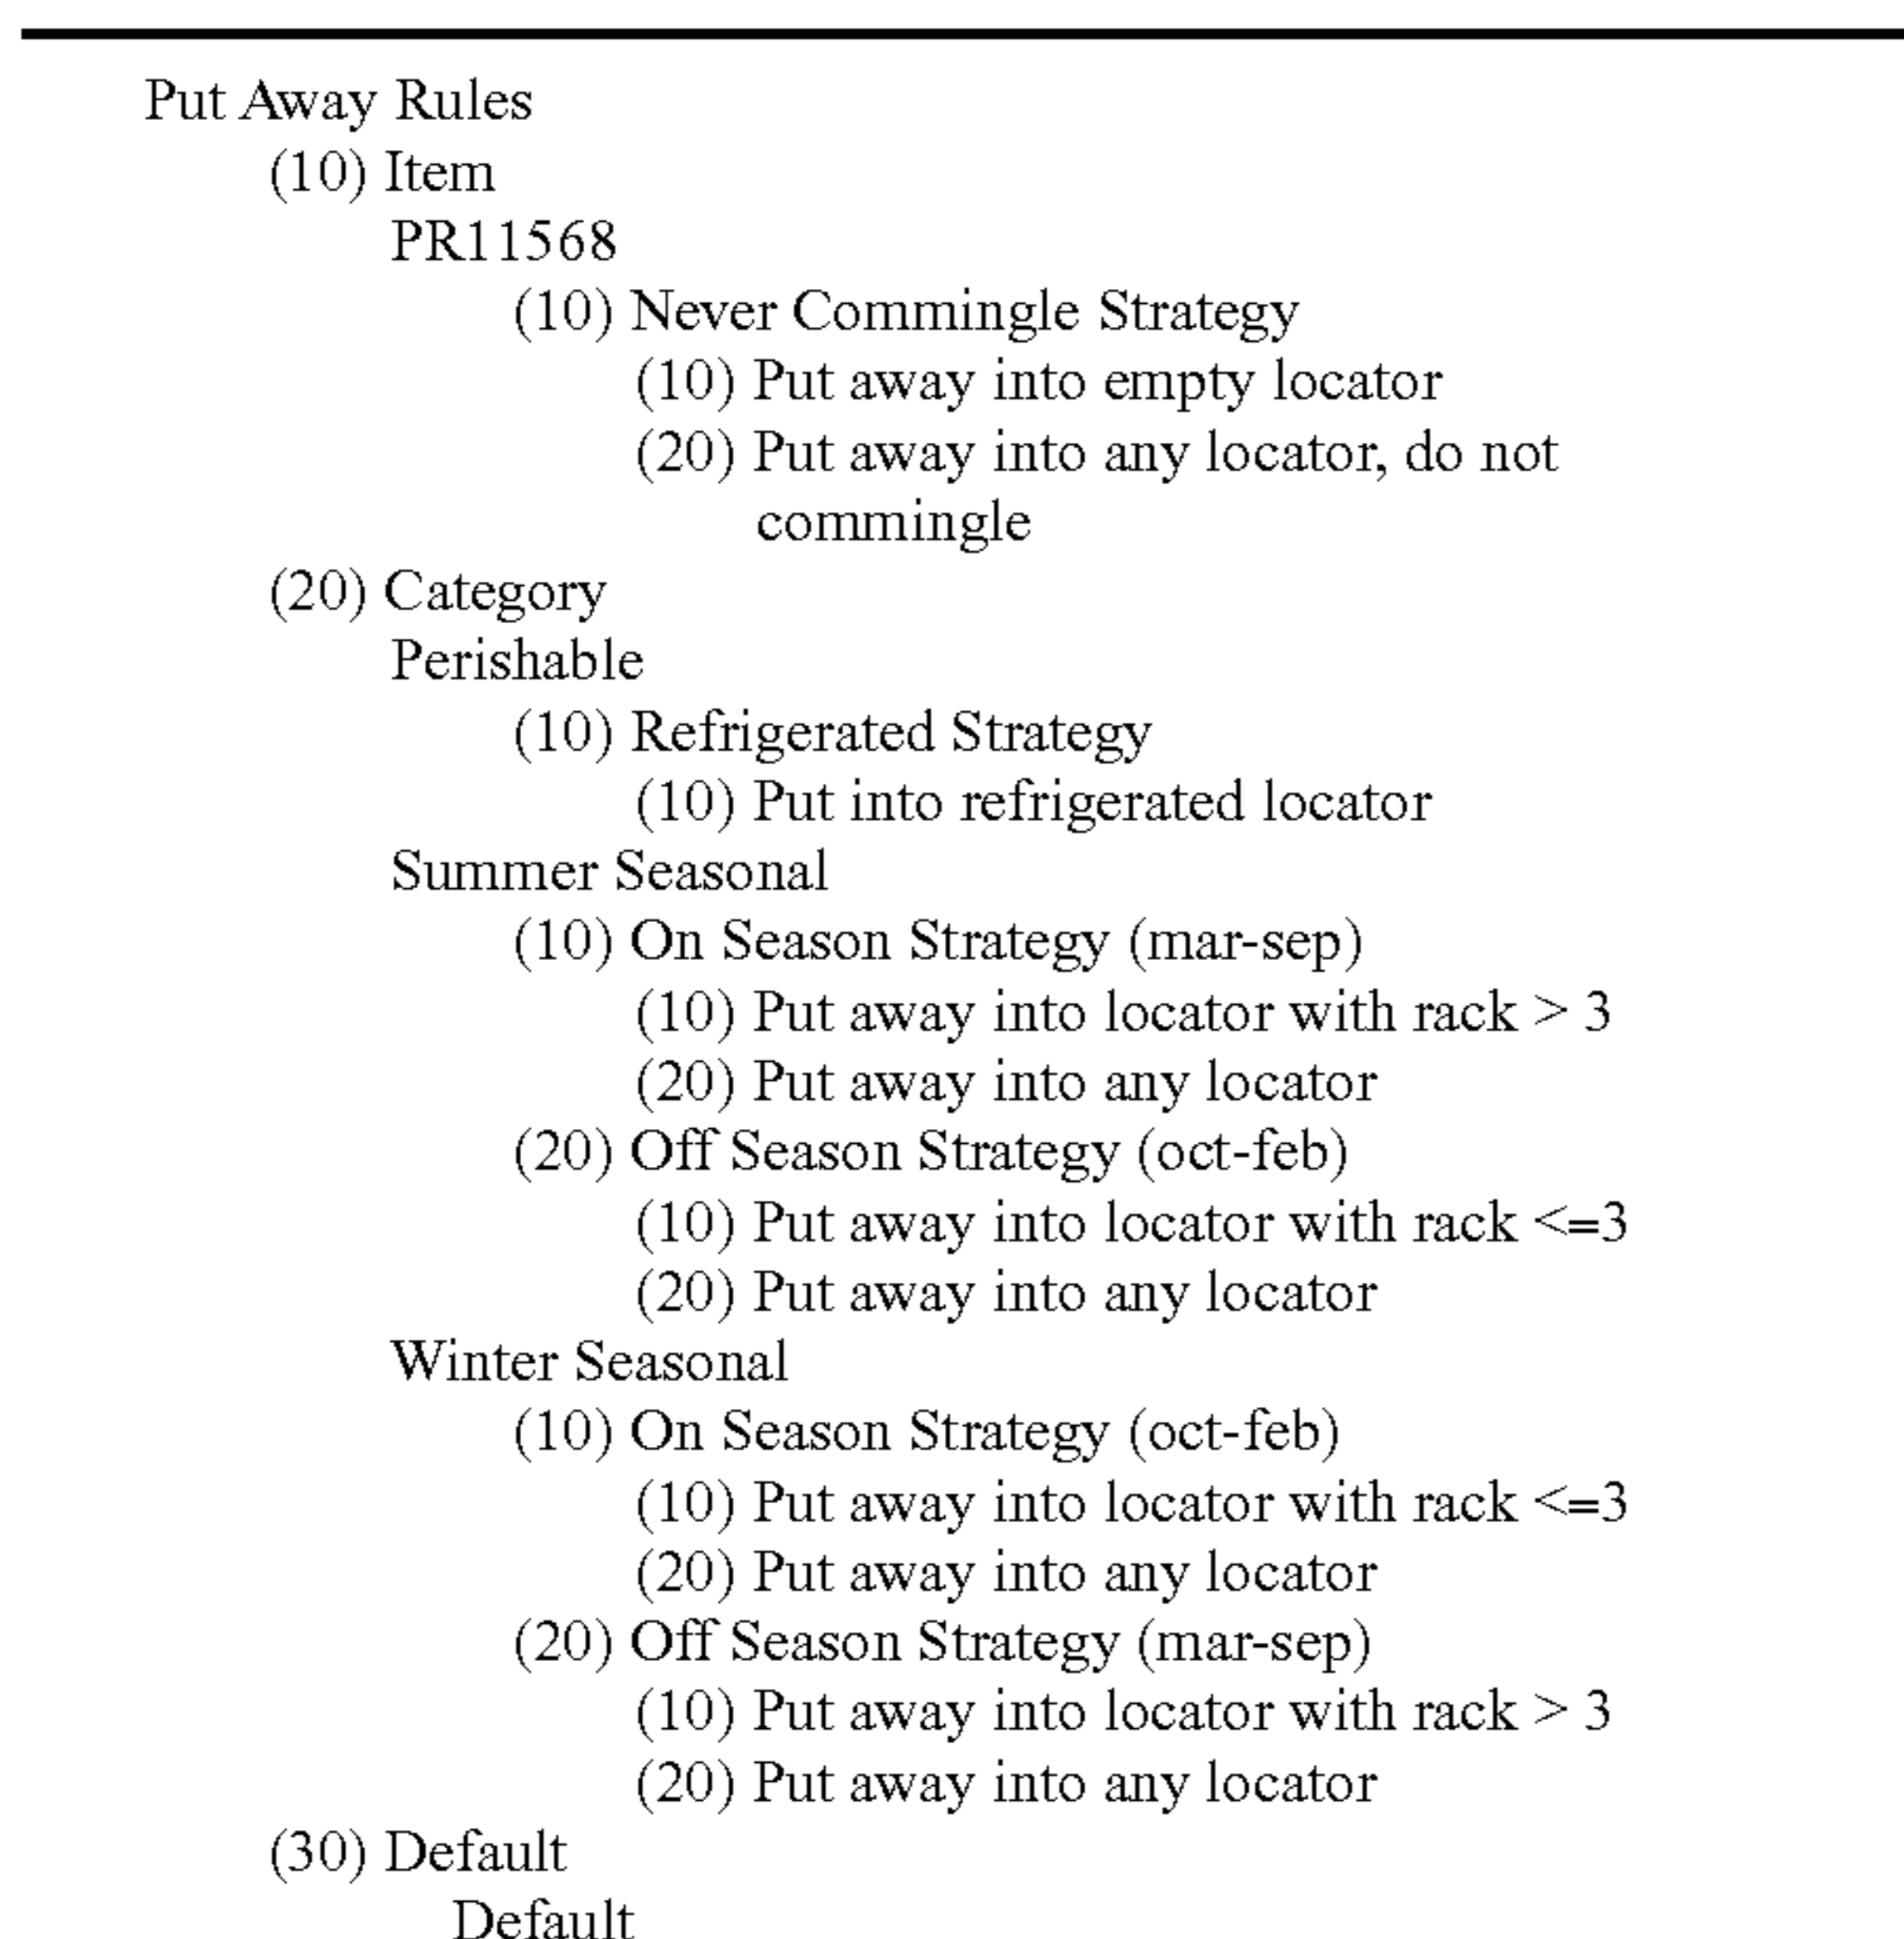 Put Away Rules
(10) Item
PR11568
(10) Never Commingle Strategy
(10) Put away into empty locator
(20) Put away into any locator, do not
commingle
(20) Category
Perishable
(10) Refrigerated Strategy
(10) Put into refrigerated locator
Summer Seasonal
(10) On Season Strategy (mar-sep)
(10) Put away into locator with rack > 3
(20) Put away into any locator
(20) Off Season Strategy (oct-feb)
(10) Put away into locator with rack <=3
(20) Put away into any locator
Winter Seasonal
(10) On Season Strategy (oct-feb)
(10) Put away into locator with rack <=3
(20) Put away into any locator
(20) Off Season Strategy (mar-sep)
(10) Put away into locator with rack > 3
(20) Put away into any locator
(30) Default
Default